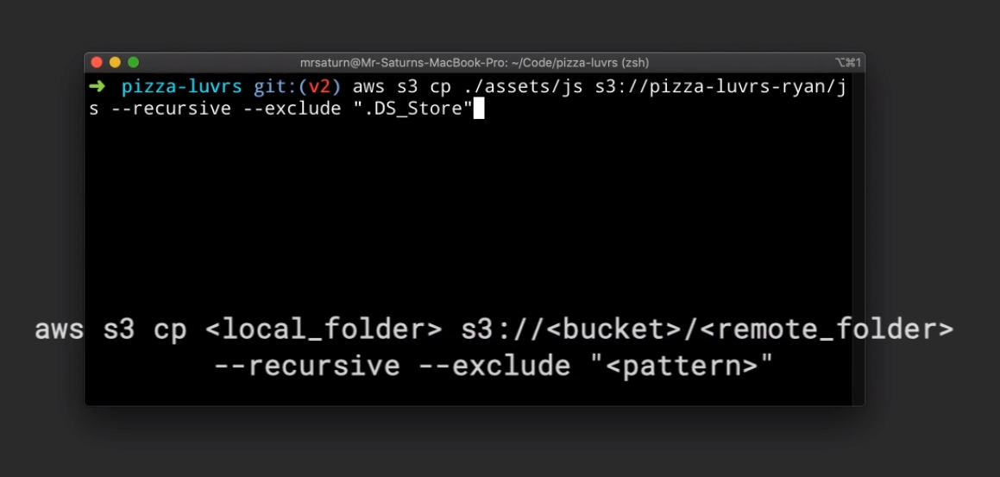 mrsaturn@Mr-Saturns-MacBook-Pro: ~/Code/pizza-luvrs (zsh) ⌥⌘1
➜ pizza-luvrs git:(v2) aws s3 cp ./assets/js s3://pizza-luvrs-ryan/j
s --recursive --exclude ".DS_Store"
aws s3 cp <local_folder> s3://<bucket>/<remote_folder>
--recursive --exclude "<pattern>"